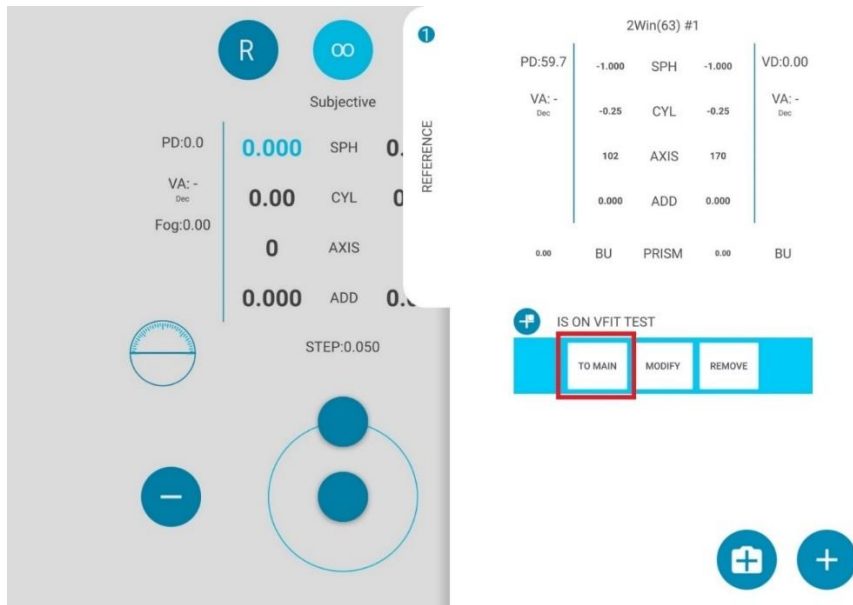 R
∞
Subjective
PD:0.0
0.000 SPH 0.
VA: -
Dec
0.00 CYL 0
Fog:0.00
0 AXIS
0.000 ADD
STEP:0.050
1
REFERENCE
2Win(63) #1
PD:59.7 -1.000 SPH -1.000 VD:0.00
VA: - -0.25 CYL -0.25 VA: -
Dec Dec
102 AXIS 170
0.000 ADD 0.000
0.00 BU PRISM 0.00 BU
IS ON VFIT TEST
TO MAIN MODIFY REMOVE